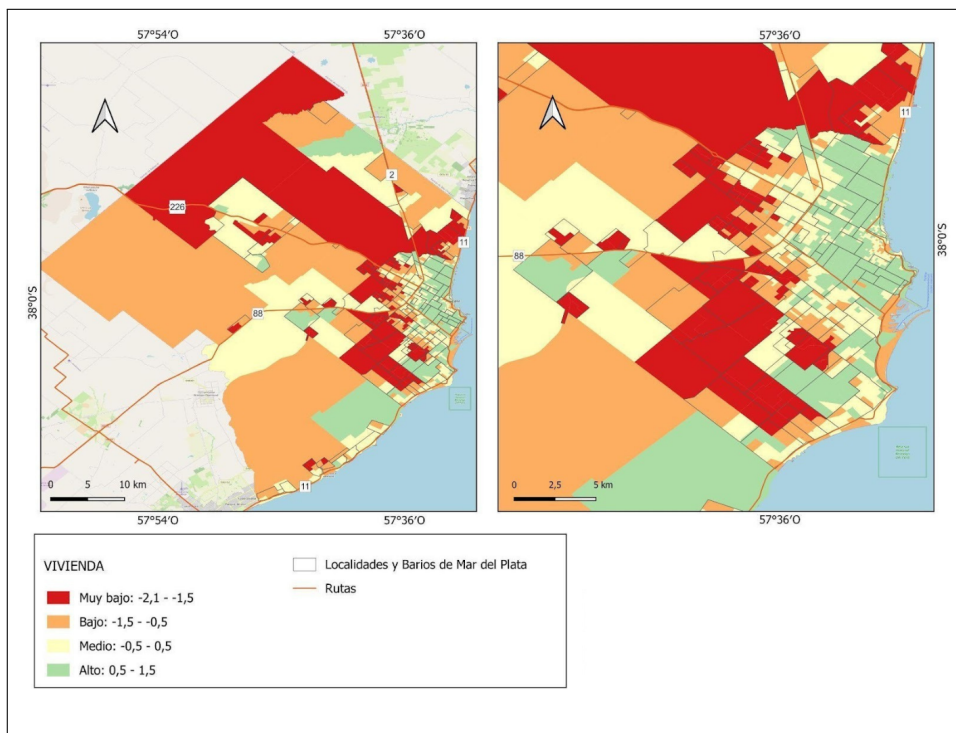 57°54′O
57°36′O
57°54′O
57°36′O
38°0′S
2
226
11
88
11
0
5
10 km
57°36′O
57°36′O
38°0′S
11
88
0
2,5
5 km
VIVIENDA
Muy bajo: -2,1 - -1,5
Bajo: -1,5 - -0,5
Medio: -0,5 - 0,5
Alto: 0,5 - 1,5
Localidades y Barios de Mar del Plata
Rutas